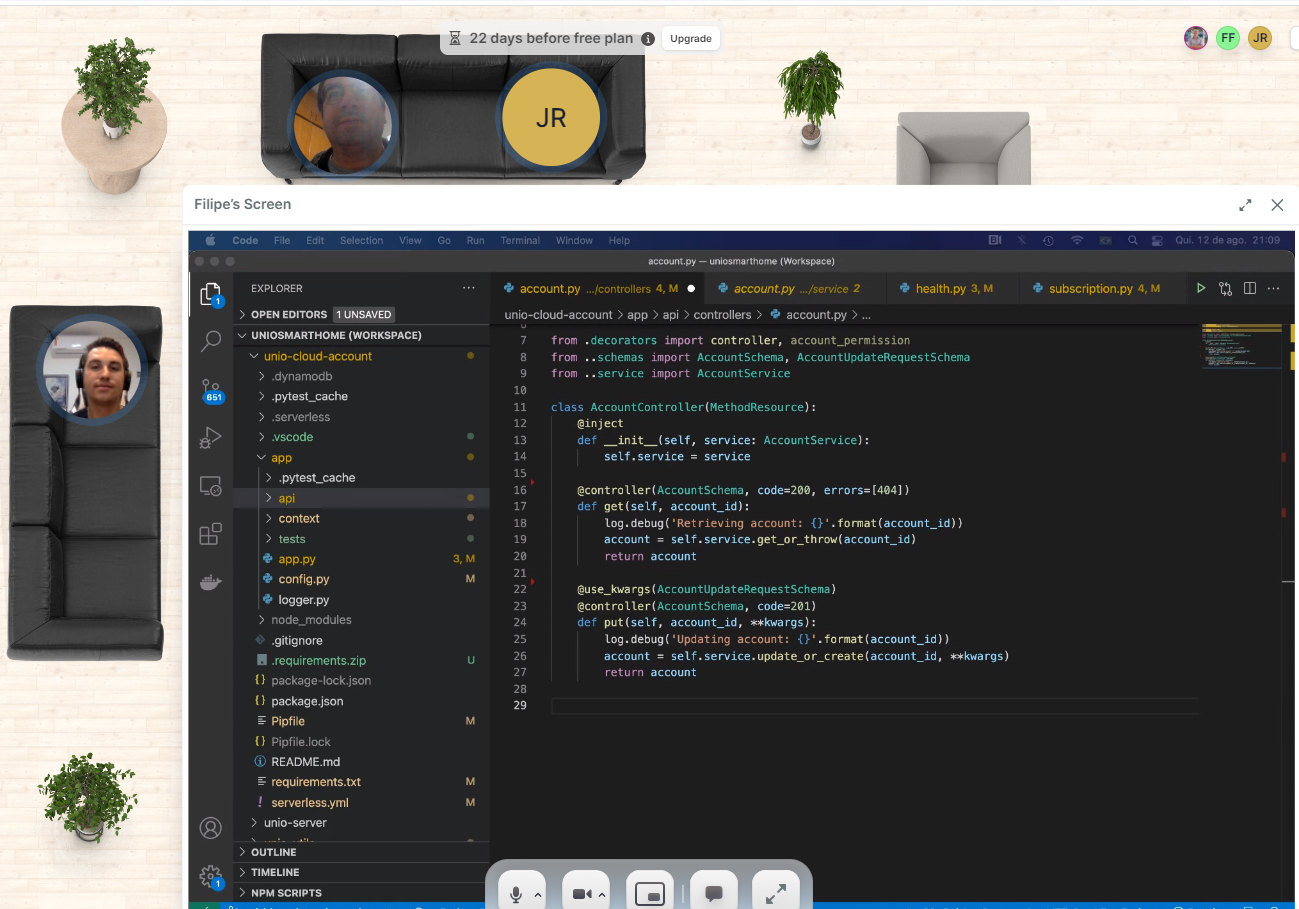 22 days before free plan
Upgrade
FF
JR
JR
Filipe's Screen
Code File Edit Selection View Go Run Terminal Window Help
Qui. 12 de ago. 21:09
account.py — uniosmarthome (Workspace)
EXPLORER
1
651
1
OPEN EDITORS 1 UNSAVED
UNIOSMARTHOME (WORKSPACE)
unio-cloud-account
.dynamodb
.pytest_cache
.serverless
.vscode
app
.pytest_cache
api
context
tests
app.py 3, M
config.py M
logger.py
node_modules
.gitignore
.requirements.zip U
package-lock.json
package.json
Pipfile M
Pipfile.lock
README.md
requirements.txt M
serverless.yml M
unio-server
OUTLINE
TIMELINE
NPM SCRIPTS
account.py .../controllers 4, M
account.py .../service 2
health.py 3, M
subscription.py 4, M
unio-cloud-account > app > api > controllers > account.py > ...
7 from .decorators import controller, account_permission
8 from ..schemas import AccountSchema, AccountUpdateRequestSchema
9 from ..service import AccountService
10
11 class AccountController(MethodResource):
12 @inject
13 def __init__(self, service: AccountService):
14 self.service = service
15
16 @controller(AccountSchema, code=200, errors=[404])
17 def get(self, account_id):
18 log.debug('Retrieving account: {}'.format(account_id))
19 account = self.service.get_or_throw(account_id)
20 return account
21
22 @use_kwargs(AccountUpdateRequestSchema)
23 @controller(AccountSchema, code=201)
24 def put(self, account_id, **kwargs):
25 log.debug('Updating account: {}'.format(account_id))
26 account = self.service.update_or_create(account_id, **kwargs)
27 return account
28
29